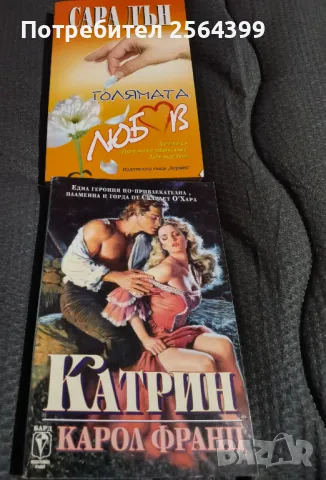 Потребител 2564399
САРА ДЪН
ГОЛЯМАТА
ЛЮБОВ
Една героиня по-привлекателна,
пламенна и горда от Скарлет О'Хара
КАТРИН
БАРД
КАРОЛ ФРАНЦ
Bazar